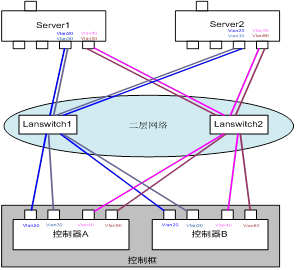 Server1
Server2
Vlan20 Vlan40
Vlan30 Vlan50
Vlan20 Vlan40
Vlan30 Vlan50
Lanswitch1
二层网络
Lanswitch2
Vlan20 Vlan30 Vlan40 Vlan50
Vlan20 Vlan30 Vlan40 Vlan50
控制器A
控制器B
控制框